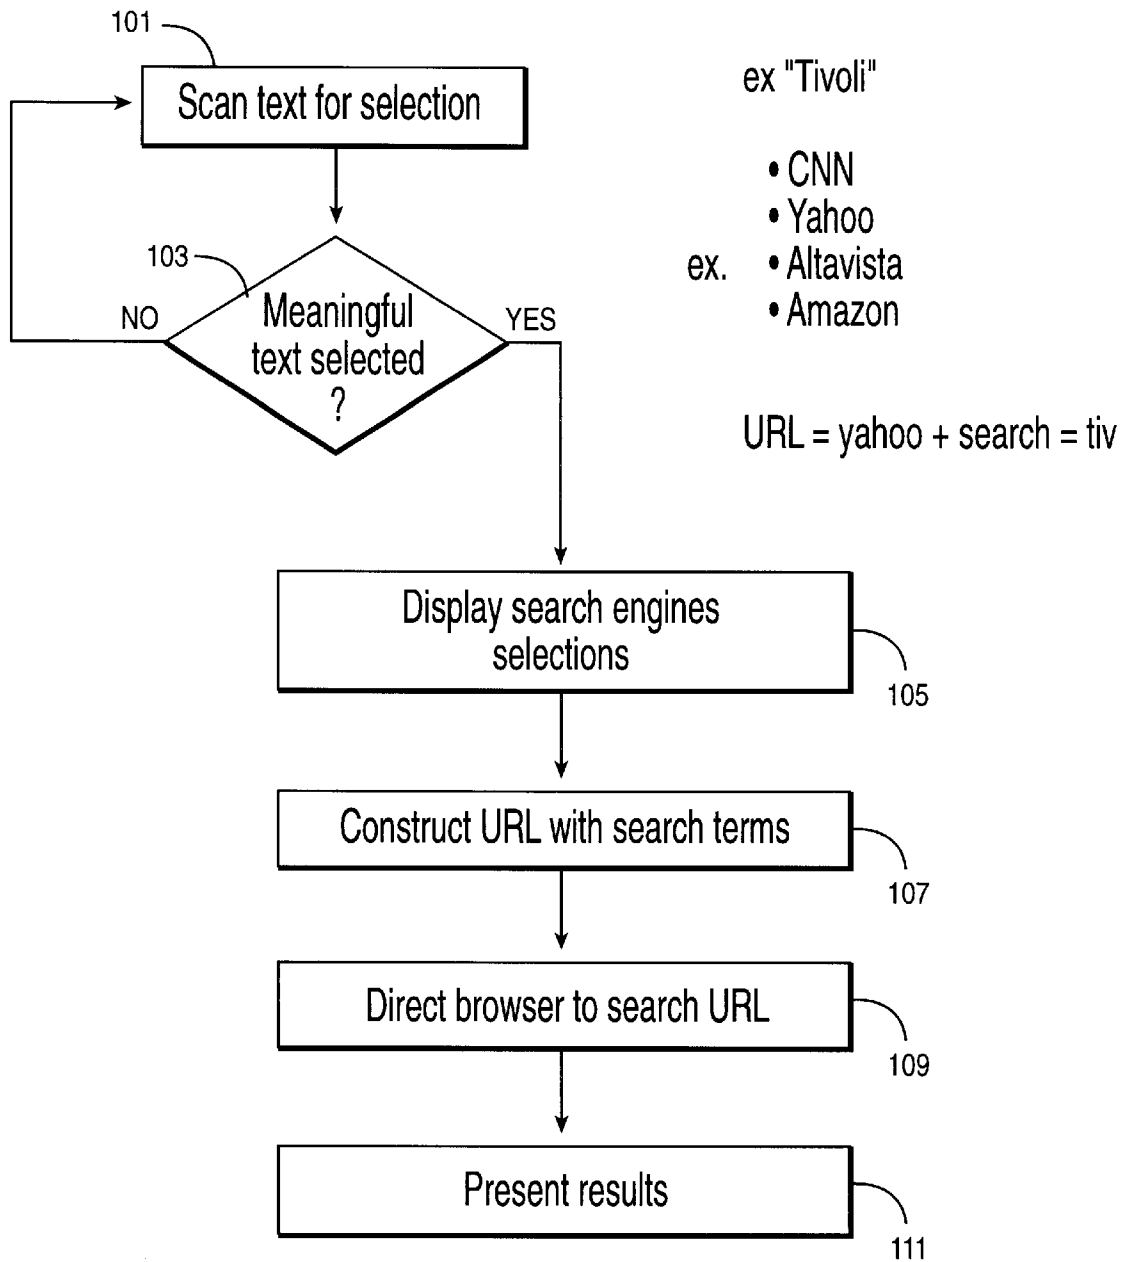 101
Scan text for selection
ex "Tivoli"
• CNN
• Yahoo
ex. • Altavista
• Amazon
103
NO
YES
Meaningful
text selected
?
URL = yahoo + search = tiv
Display search engines
selections
105
Construct URL with search terms
107
Direct browser to search URL
109
Present results
111